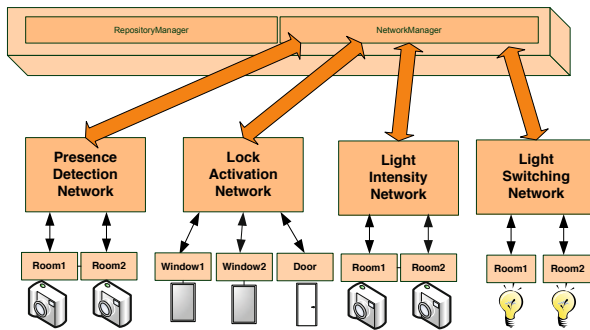 RepositoryManager
NetworkManager
Presence
Detection
Network
Lock
Activation
Network
Light
Intensity
Network
Light
Switching
Network
Room1
Room2
Window1
Window2
Door
Room1
Room2
Room1
Room2